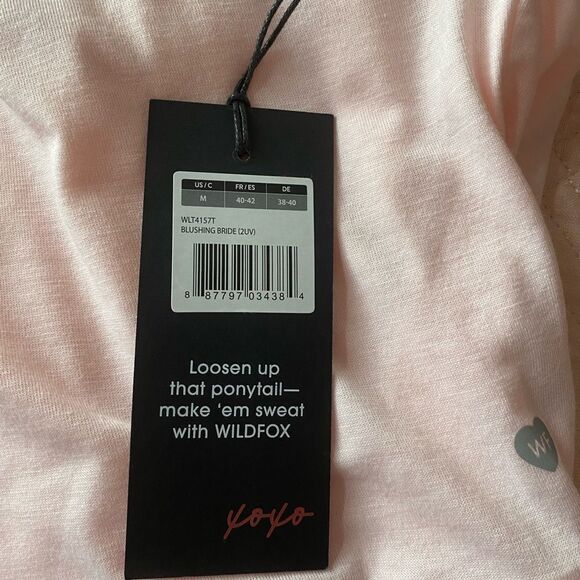 US/C FR/ES DE
M 40-42 38-40
WLT4157T
BLUSHING BRIDE (2UV)
8 87797 03438 4
Loosen up
that ponytail—
make ‘em sweat
with WILDFOX
xoxo
WF